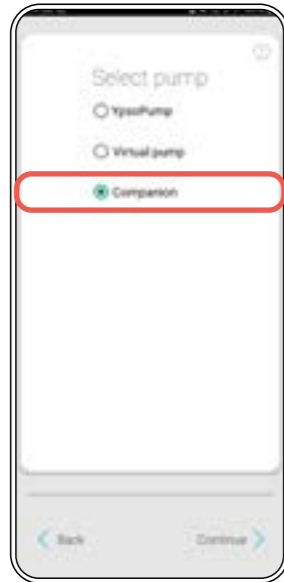 Select pump
YpsoPump
Virtual pump
Companion
Back
Continue